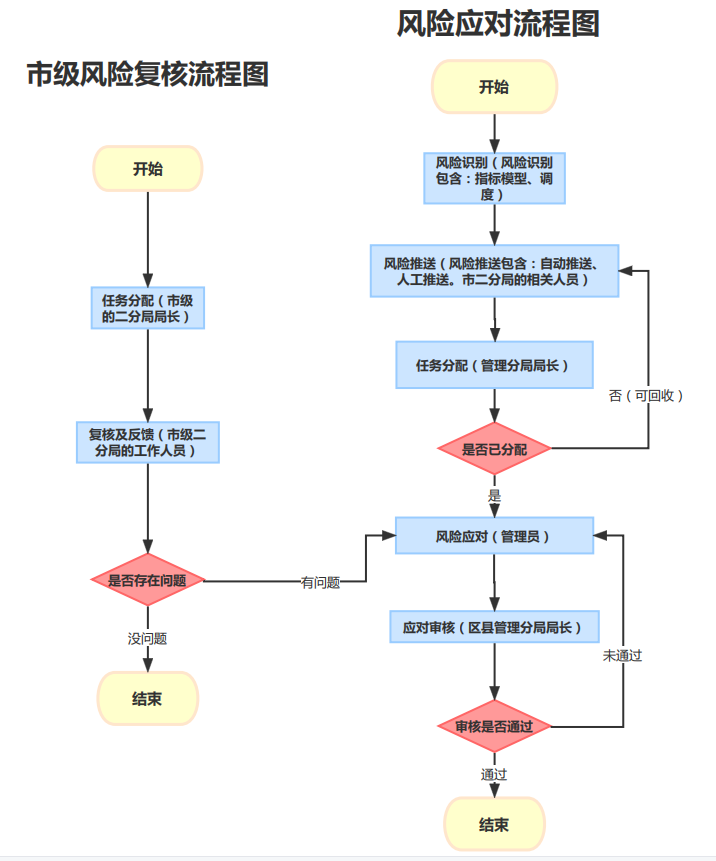 市级风险复核流程图
开始
任务分配（市级
的二分局局长）
复核及反馈（市级二
分局的工作人员）
是否存在问题
有问题
没问题
结束
风险应对流程图
开始
风险识别（风险识别
包含：指标模型、调
度）
风险推送（风险推送包含：自动推送、
人工推送。市二分局的相关人员）
任务分配（管理分局局长）
否（可回收）
是否已分配
是
风险应对（管理员）
应对审核（区县管理分局局长）
未通过
审核是否通过
通过
结束